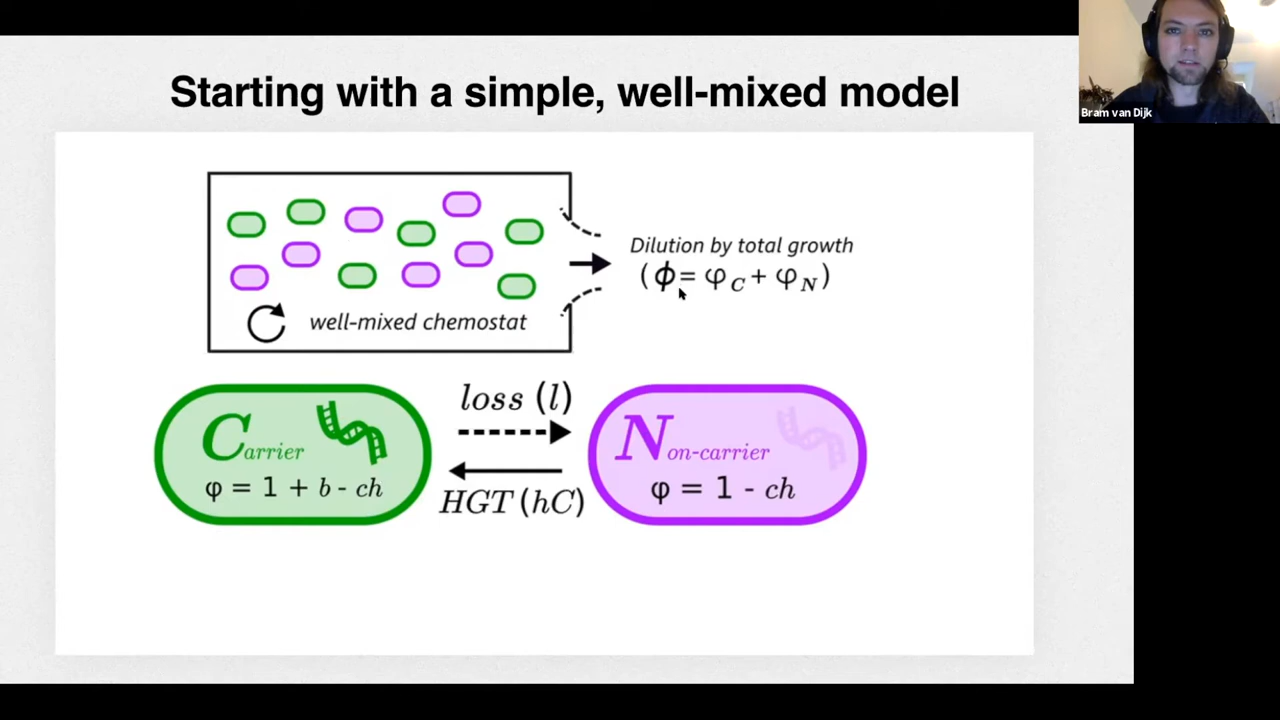 Starting with a simple, well-mixed model
Bram van Dijk
Dilution by total growth
(ϕ= φC + φN)
well-mixed chemostat
loss (l)
Carrier
φ = 1 + b - ch
HGT (hC)
Non-carrier
φ = 1 - ch